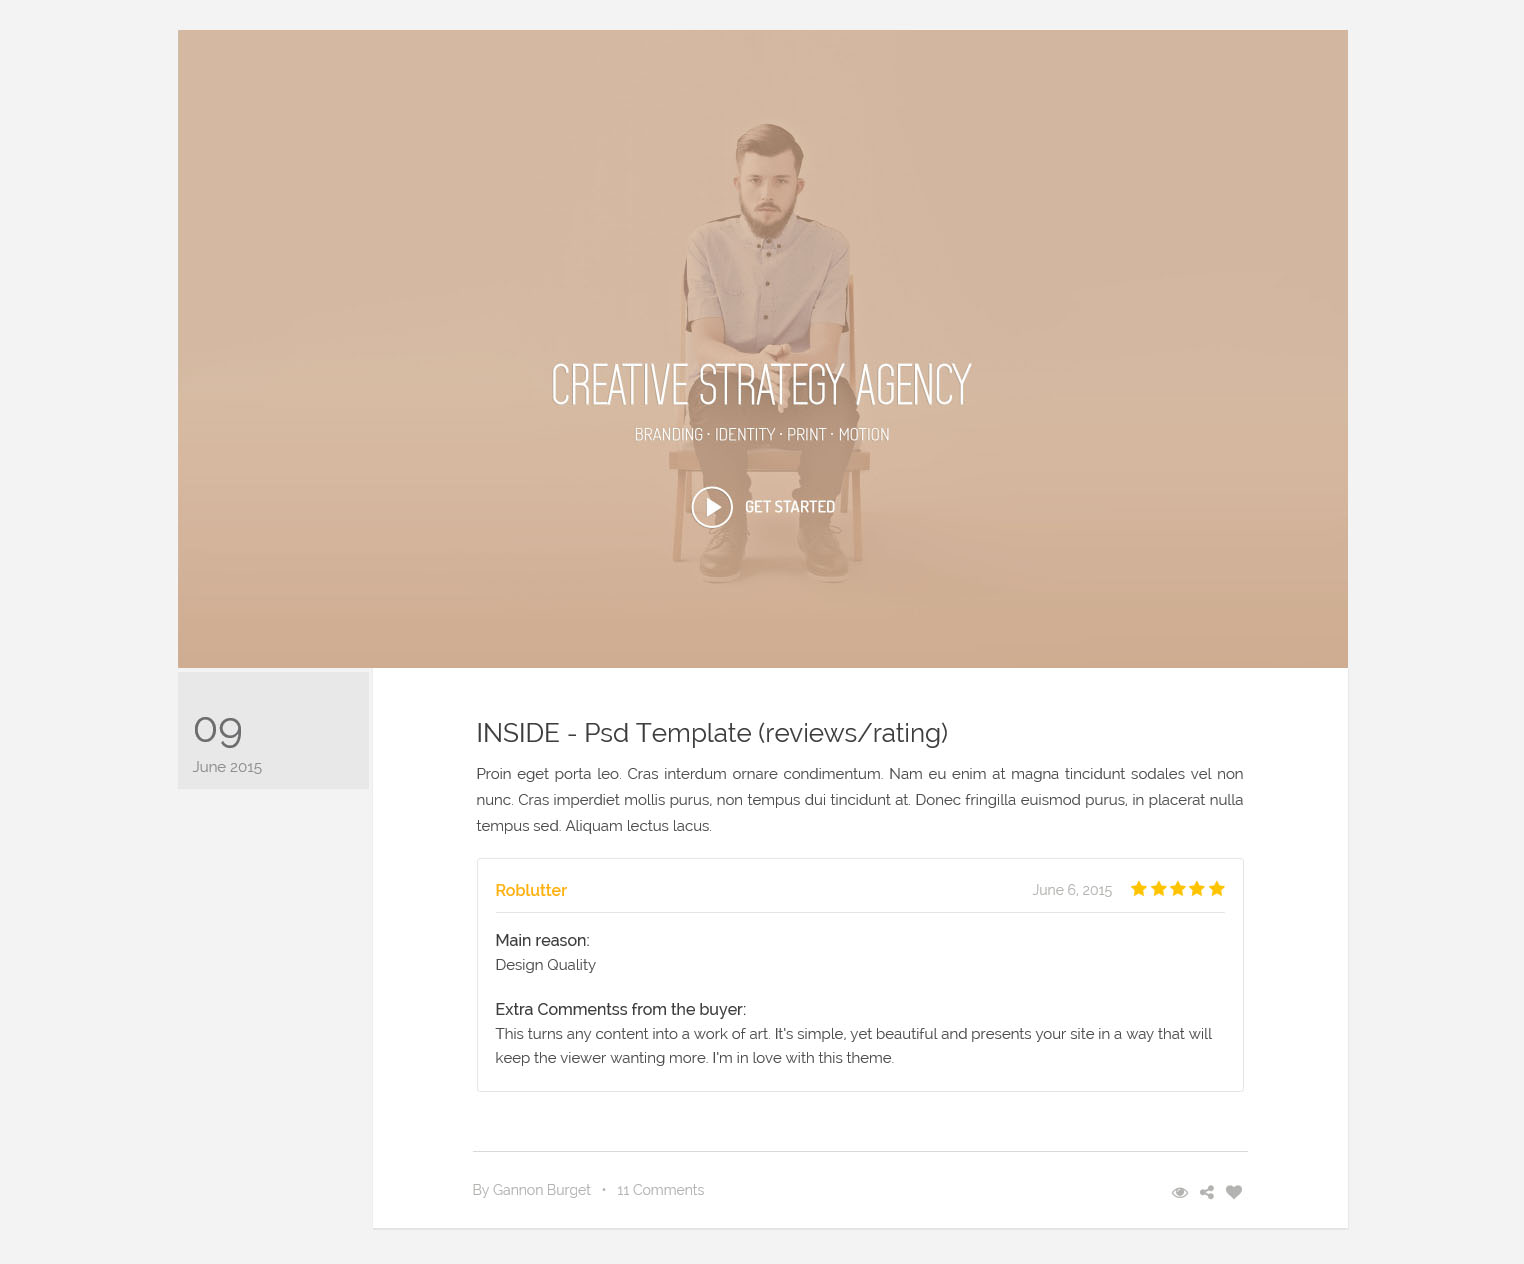 CREATIVE STRATEGY AGENCY
BRANDING · IDENTITY · PRINT · MOTION
GET STARTED
09
June 2015
INSIDE - Psd Template (reviews/rating)
Proin eget porta leo. Cras interdum ornare condimentum. Nam eu enim at magna tincidunt sodales vel non
nunc. Cras imperdiet mollis purus, non tempus dui tincidunt at. Donec fringilla euismod purus, in placerat nulla
tempus sed. Aliquam lectus lacus.
Roblutter
June 6, 2015
Main reason:
Design Quality
Extra Commentss from the buyer:
This turns any content into a work of art. It's simple, yet beautiful and presents your site in a way that will
keep the viewer wanting more. I'm in love with this theme.
By Gannon Burget • 11 Comments